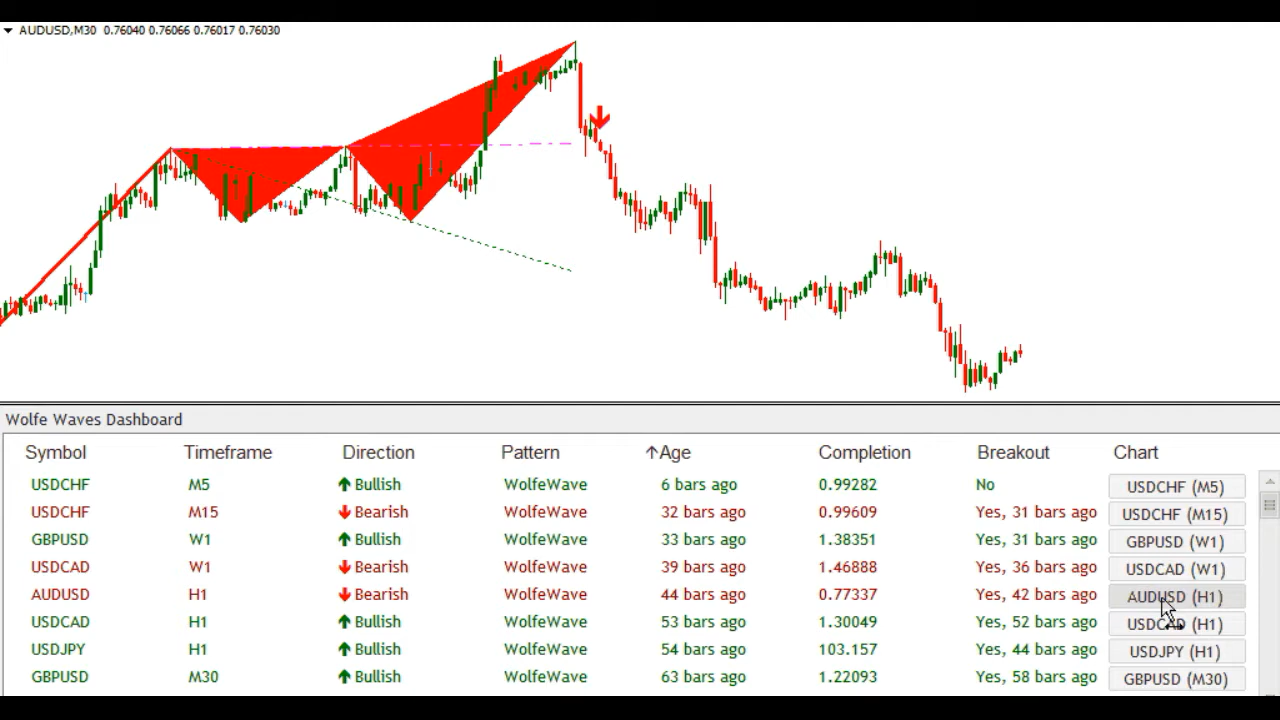 AUDUSD,M30 0.76040 0.76066 0.76017 0.76030
Wolfe Waves Dashboard
Symbol Timeframe Direction Pattern ↑Age Completion Breakout Chart
USDCHF M5 Bullish WolfeWave 6 bars ago 0.99282 No USDCHF (M5)
USDCHF M15 Bearish WolfeWave 32 bars ago 0.99609 Yes, 31 bars ago USDCHF (M15)
GBPUSD W1 Bullish WolfeWave 33 bars ago 1.38351 Yes, 31 bars ago GBPUSD (W1)
USDCAD W1 Bearish WolfeWave 39 bars ago 1.46888 Yes, 36 bars ago USDCAD (W1)
AUDUSD H1 Bearish WolfeWave 44 bars ago 0.77337 Yes, 42 bars ago AUDUSD (H1)
USDCAD H1 Bullish WolfeWave 53 bars ago 1.30049 Yes, 52 bars ago USDCAD (H1)
USDJPY H1 Bullish WolfeWave 54 bars ago 103.157 Yes, 44 bars ago USDJPY (H1)
GBPUSD M30 Bullish WolfeWave 63 bars ago 1.22093 Yes, 58 bars ago GBPUSD (M30)